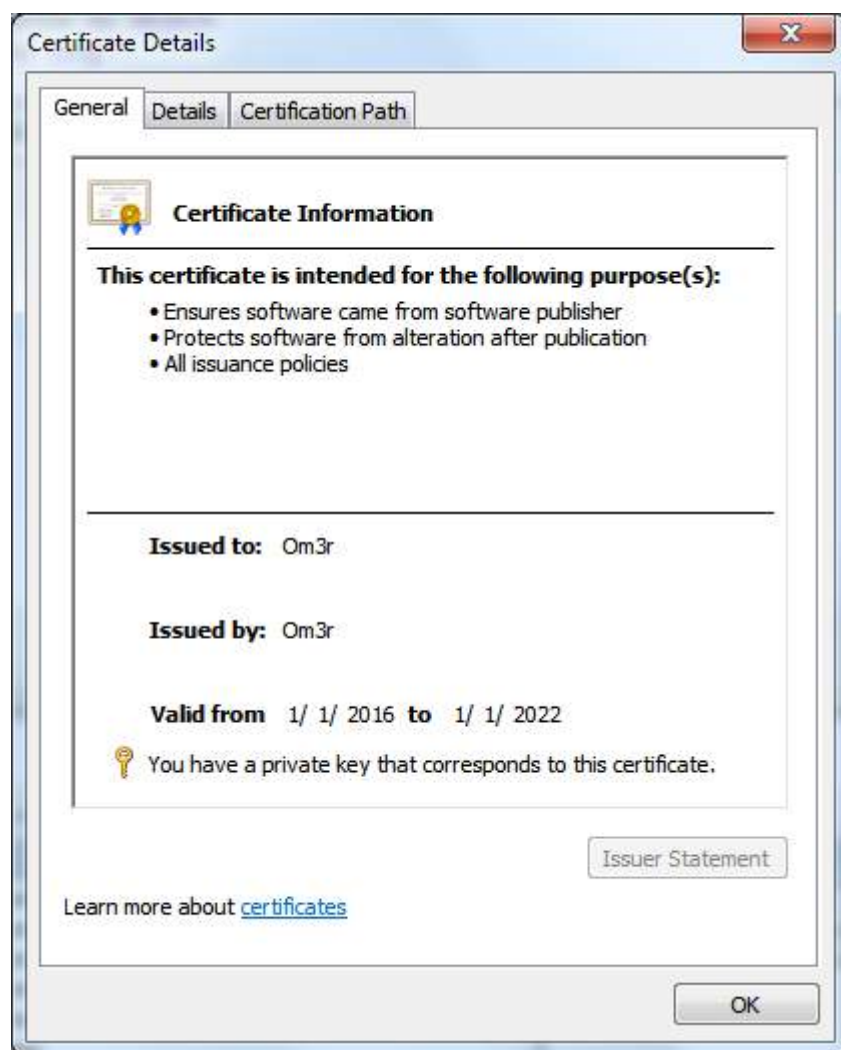 Certificate Details
General Details Certification Path
Certificate Information
This certificate is intended for the following purpose(s):
• Ensures software came from software publisher
• Protects software from alteration after publication
• All issuance policies
Issued to: Om3r
Issued by: Om3r
Valid from 1/ 1/ 2016 to 1/ 1/ 2022
You have a private key that corresponds to this certificate.
Issuer Statement
Learn more about certificates
OK